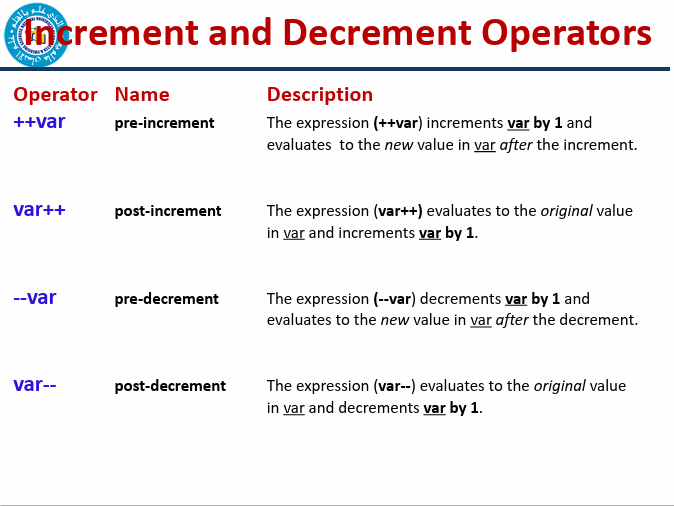 Increment and Decrement Operators
Operator Name Description
++var pre-increment The expression (++var) increments var by 1 and
evaluates to the new value in var after the increment.
var++ post-increment The expression (var++) evaluates to the original value
in var and increments var by 1.
--var pre-decrement The expression (--var) decrements var by 1 and
evaluates to the new value in var after the decrement.
var-- post-decrement The expression (var--) evaluates to the original value
in var and decrements var by 1.